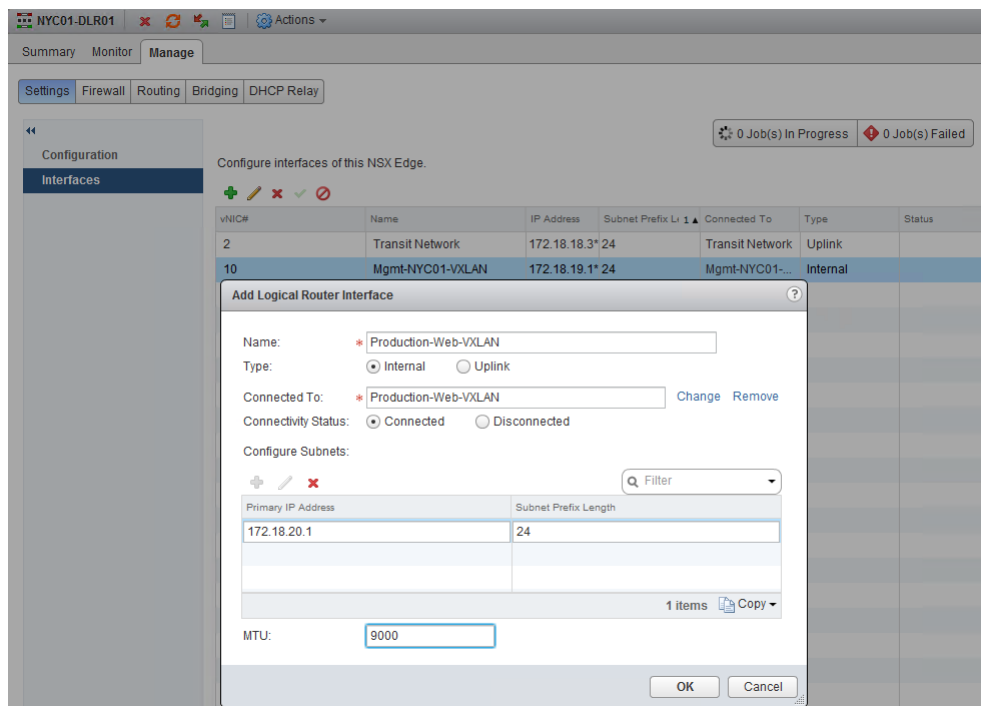 NYC01-DLR01 Actions
Summary Monitor Manage
Settings Firewall Routing Bridging DHCP Relay
0 Job(s) In Progress 0 Job(s) Failed
Configuration
Interfaces
Configure interfaces of this NSX Edge.
vNIC# Name IP Address Subnet Prefix Le 1 Connected To Type Status
2 Transit Network 172.18.18.3* 24 Transit Network Uplink
10 Mgmt-NYC01-VXLAN 172.18.19.1* 24 Mgmt-NYC01-... Internal
Add Logical Router Interface ?
Name: * Production-Web-VXLAN
Type: Internal Uplink
Connected To: * Production-Web-VXLAN Change Remove
Connectivity Status: Connected Disconnected
Configure Subnets:
Filter
Primary IP Address Subnet Prefix Length
172.18.20.1 24
1 items Copy
MTU: 9000
OK Cancel